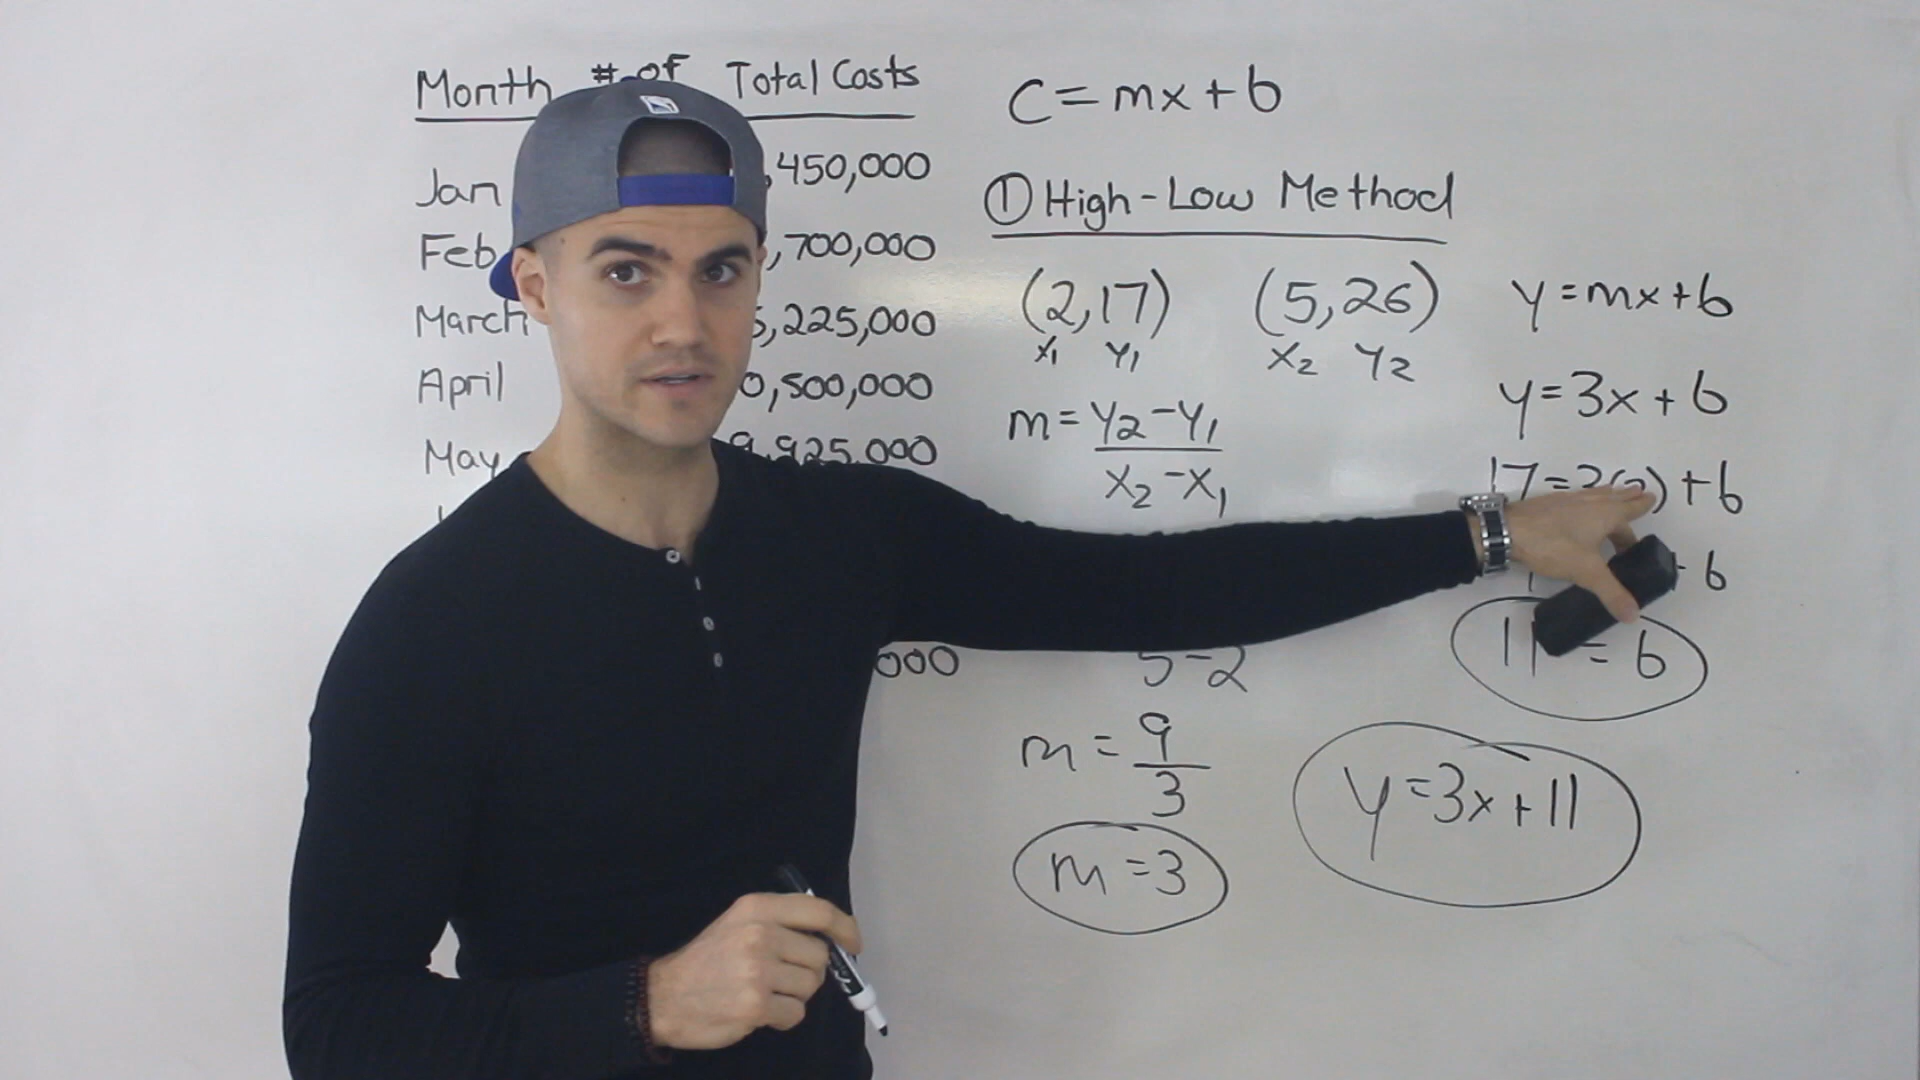 Month # of Total Costs
Jan ,450,000
Feb ,700,000
March 5,225,000
April 0,500,000
May 9,925,000
000
C = mx + b
① High-Low Method
(2,17) (5,26)
x₁ y₁ x₂ y₂
m = y₂ - y₁
x₂ - x₁
5 - 2
m = 9
3
m = 3
y = mx + b
y = 3x + b
17 = 3(2) + b
+ b
11 = b
y = 3x + 11